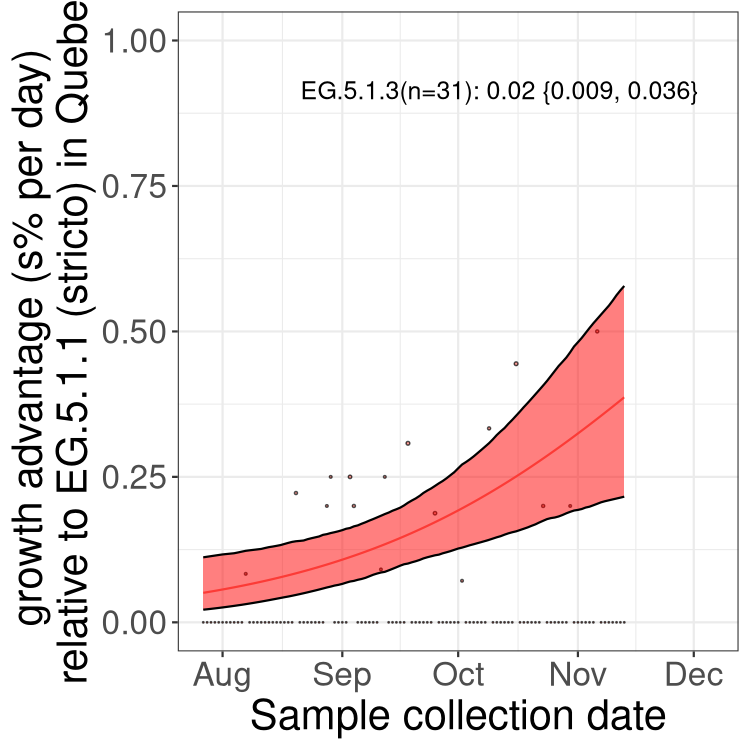 growth advantage (s% per day)
relative to EG.5.1.1 (stricto) in Quebe
1.00
0.75
0.50
0.25
0.00
EG.5.1.3(n=31): 0.02 {0.009, 0.036}
Aug Sep Oct Nov Dec
Sample collection date